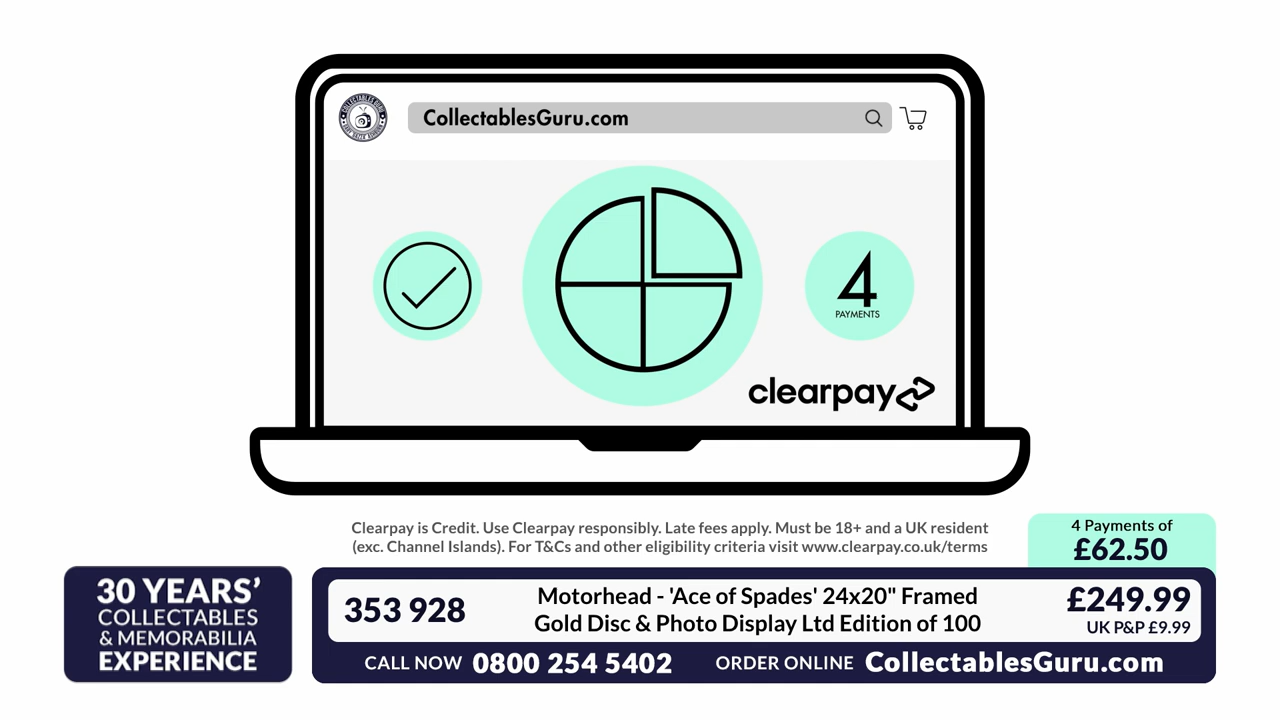 CollectablesGuru.com
4
PAYMENTS
clearpay
Clearpay is Credit. Use Clearpay responsibly. Late fees apply. Must be 18+ and a UK resident
(exc. Channel Islands). For T&Cs and other eligibility criteria visit www.clearpay.co.uk/terms
4 Payments of
£62.50
30 YEARS’
COLLECTABLES
& MEMORABILIA
EXPERIENCE
353 928
Motorhead - 'Ace of Spades' 24x20" Framed
Gold Disc & Photo Display Ltd Edition of 100
£249.99
UK P&P £9.99
CALL NOW 0800 254 5402
ORDER ONLINE CollectablesGuru.com